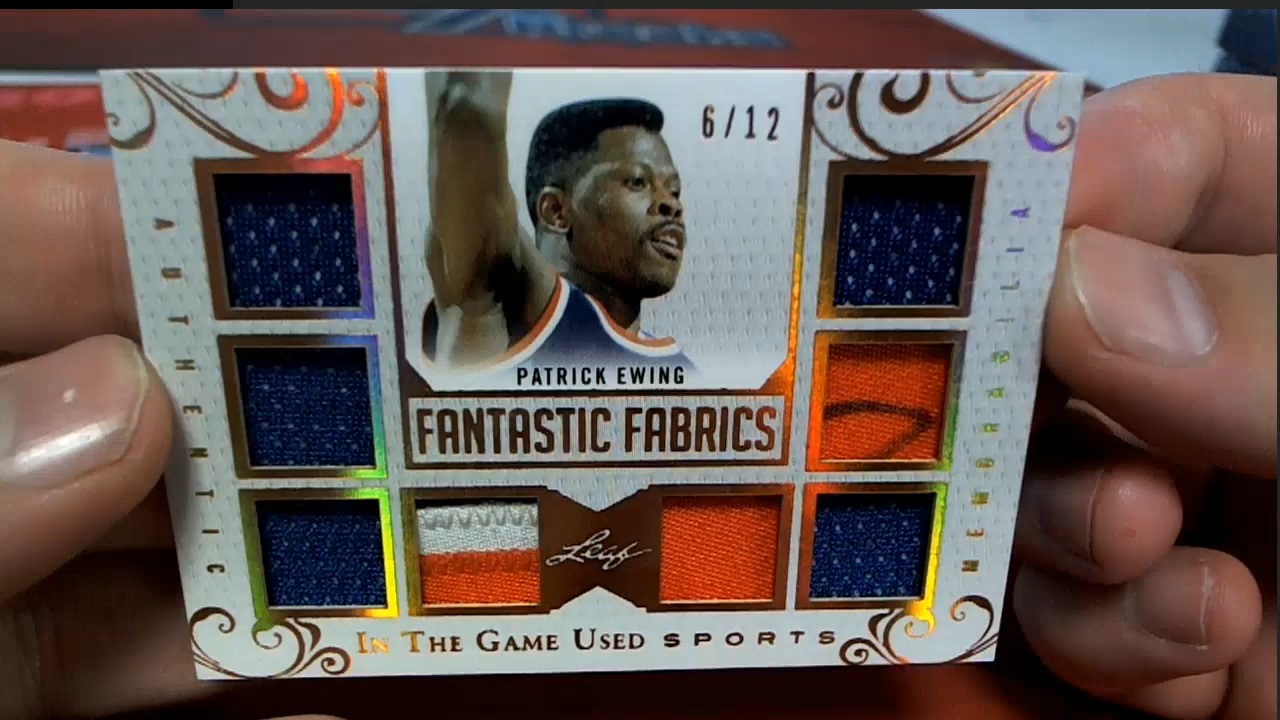 6/12
AUTHENTIC
MEMORABILIA
PATRICK EWING
FANTASTIC FABRICS
Leaf
IN THE GAME USED SPORTS